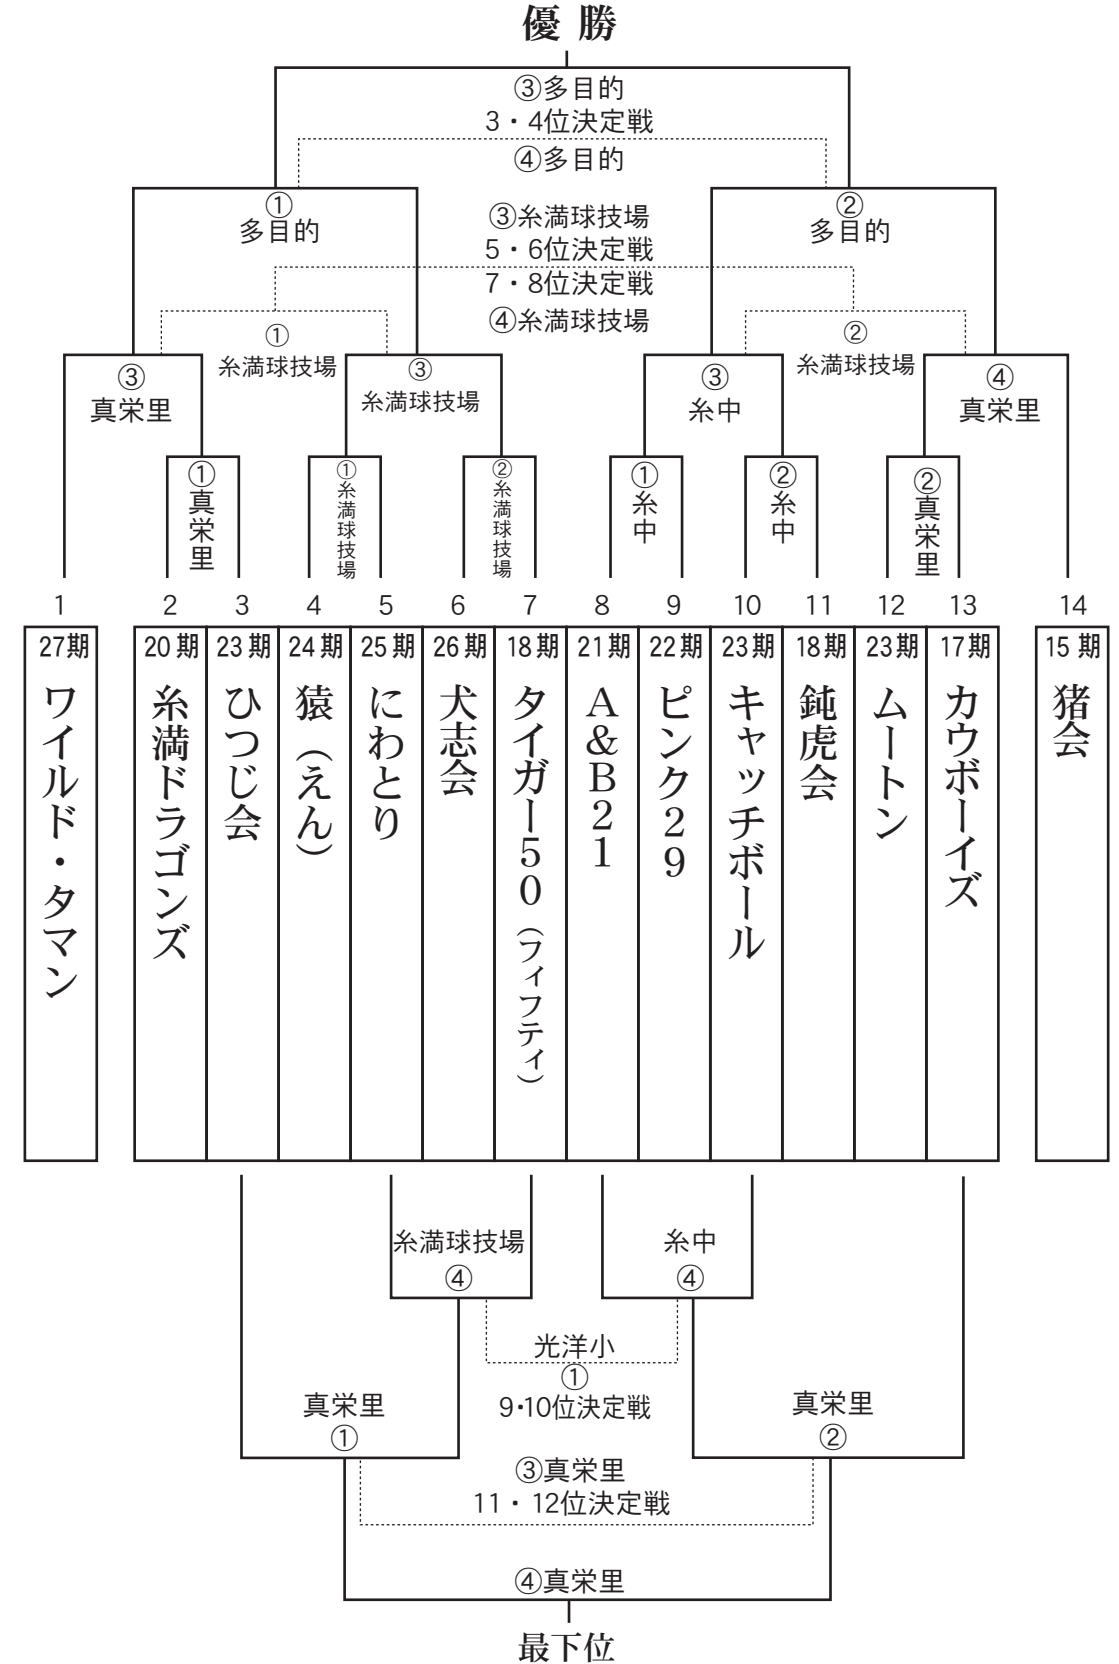 優勝
③多目的
3・4位決定戦
④多目的
①
多目的
②
多目的
③糸満球技場
5・6位決定戦
7・8位決定戦
④糸満球技場
①
糸満球技場
②
糸満球技場
③
真栄里
③
糸満球技場
③
糸中
④
真栄里
①真栄里
①糸満球技場
②糸満球技場
①糸中
②糸中
②真栄里
1 2 3 4 5 6 7 8 9 10 11 12 13 14
27期 20期 23期 24期 25期 26期 18期 21期 22期 23期 18期 23期 17期 15期
ワイルド・タマン
糸満ドラゴンズ
ひつじ会
猿（えん）
にわとり
犬志会
タイガー50（フィフティ）
A&B21
ピンク29
キャッチボール
鈍虎会
ムートン
カウボーイズ
猪会
糸満球技場
④
糸中
④
光洋小
①
9・10位決定戦
真栄里
①
真栄里
②
③真栄里
11・12位決定戦
④真栄里
最下位